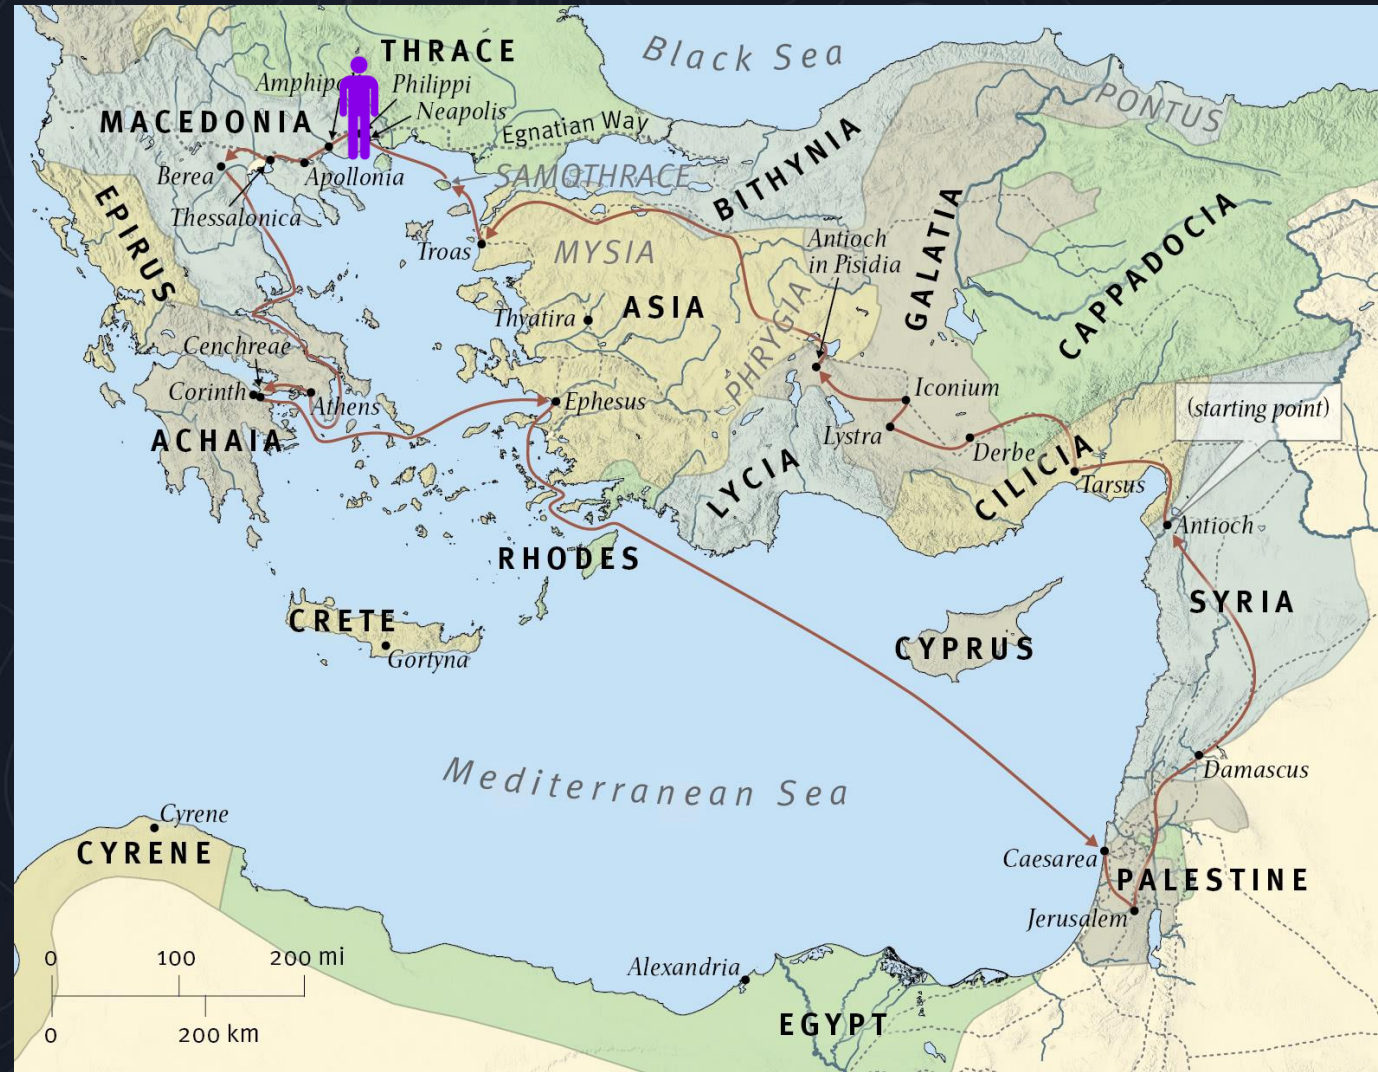 THRACE
Black Sea
Philippi
Neapolis
PONTUS
MACEDONIA
Egnatian Way
BITHYNIA
Berea
Apollonia
SAMOTHRACE
EPIRUS
Thessalonica
GALATIA
CAPPADOCIA
Troas
MYSIA
Antioch
in Pisidia
ASIA
Thyatira
PHRYGIA
Cenchreae
Corinth
Athens
Ephesus
Iconium
(starting point)
ACHAIA
Lystra
Derbe
LYCIA
CILICIA
Tarsus
Antioch
RHODES
SYRIA
CRETE
Gortyna
CYPRUS
Mediterranean Sea
Damascus
Cyrene
CYRENE
Caesarea
PALESTINE
Jerusalem
0 100 200 mi
Alexandria
0 200 km
EGYPT